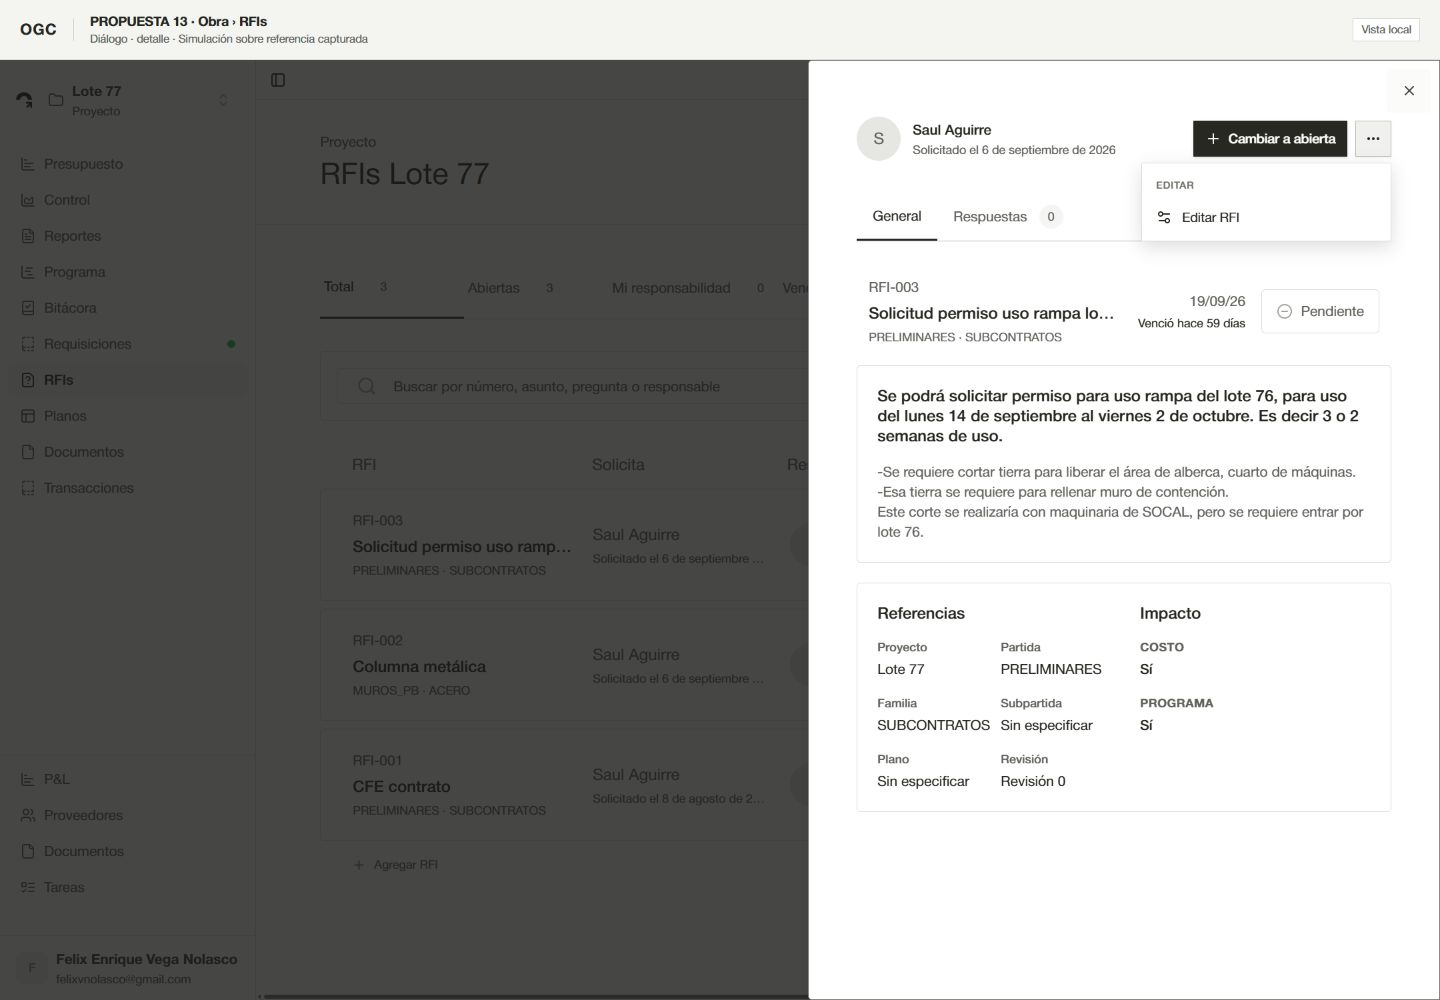 OGC
PROPUESTA 13 · Obra › RFIs
Diálogo · detalle · Simulación sobre referencia capturada
Vista local
Lote 77
Proyecto
Presupuesto
Control
Reportes
Programa
Bitácora
Requisiciones
RFIs
Planos
Documentos
Transacciones
P&L
Proveedores
Documentos
Tareas
F
Felix Enrique Vega Nolasco
felixvnolasco@gmail.com
Proyecto
RFIs Lote 77
Total 3
Abiertas 3
Mi responsabilidad 0
Buscar por número, asunto, pregunta o responsable
RFI Solicita
RFI-003
Solicitud permiso uso ramp...
PRELIMINARES · SUBCONTRATOS
Saul Aguirre
Solicitado el 6 de septiembre ...
RFI-002
Columna metálica
MUROS_PB · ACERO
Saul Aguirre
Solicitado el 6 de septiembre ...
RFI-001
CFE contrato
PRELIMINARES · SUBCONTRATOS
Saul Aguirre
Solicitado el 8 de agosto de 2...
Agregar RFI
S
Saul Aguirre
Solicitado el 6 de septiembre de 2026
Cambiar a abierta
EDITAR
Editar RFI
General
Respuestas 0
RFI-003
Solicitud permiso uso rampa lo...
PRELIMINARES · SUBCONTRATOS
19/09/26
Venció hace 59 días
Pendiente
Se podrá solicitar permiso para uso rampa del lote 76, para uso
del lunes 14 de septiembre al viernes 2 de octubre. Es decir 3 o 2
semanas de uso.
-Se requiere cortar tierra para liberar el área de alberca, cuarto de máquinas.
-Esa tierra se requiere para rellenar muro de contención.
Este corte se realizaría con maquinaria de SOCAL, pero se requiere entrar por
lote 76.
Referencias
Proyecto
Lote 77
Partida
PRELIMINARES
Familia
SUBCONTRATOS
Subpartida
Sin especificar
Plano
Sin especificar
Revisión
Revisión 0
Impacto
COSTO
Sí
PROGRAMA
Sí